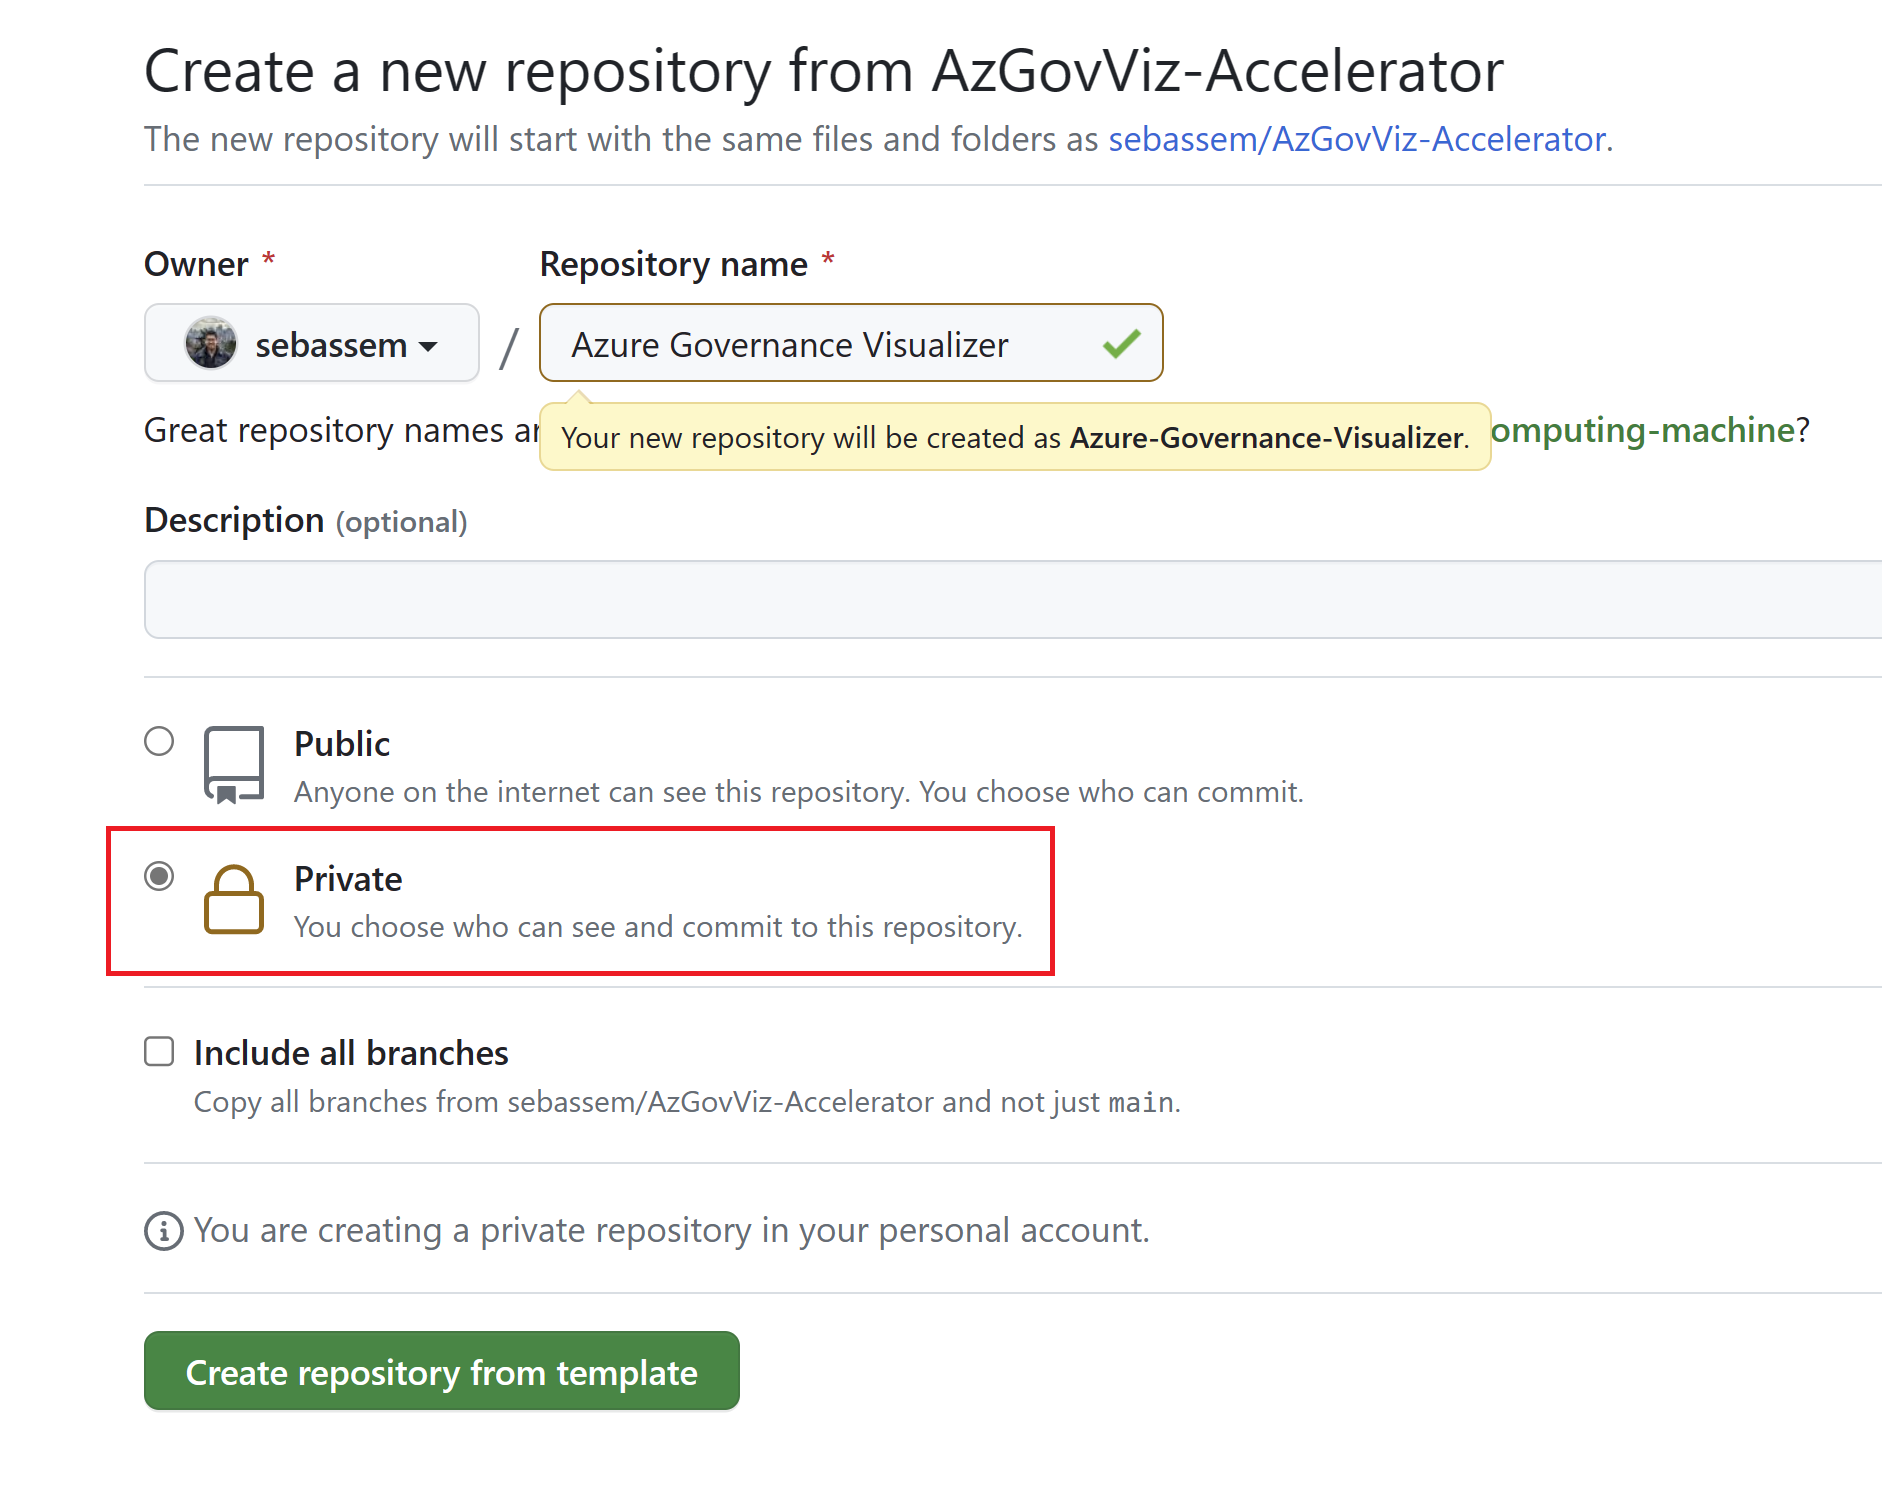 Create a new repository from AzGovViz-Accelerator
The new repository will start with the same files and folders as sebassem/AzGovViz-Accelerator.
Owner * Repository name *
sebassem / Azure Governance Visualizer
Great repository names
Your new repository will be created as Azure-Governance-Visualizer.
omputing-machine?
Description (optional)
Public
Anyone on the internet can see this repository. You choose who can commit.
Private
You choose who can see and commit to this repository.
Include all branches
Copy all branches from sebassem/AzGovViz-Accelerator and not just main.
You are creating a private repository in your personal account.
Create repository from template